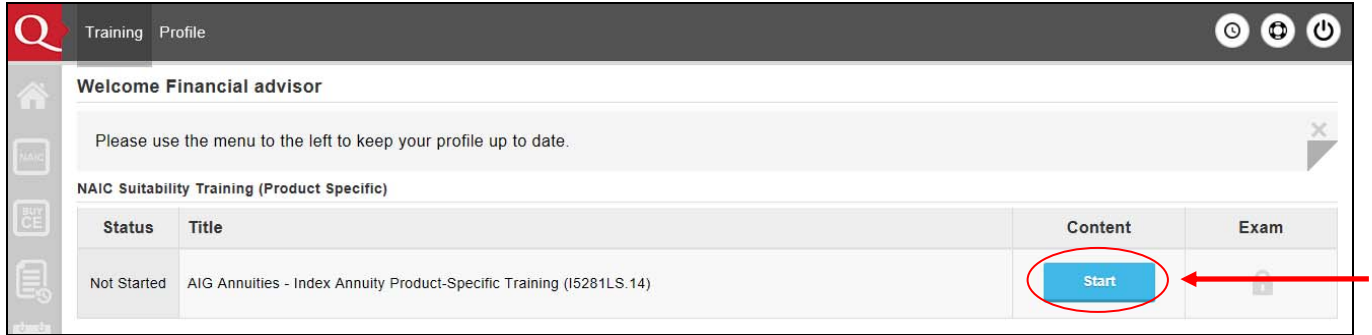 Q Training Profile
Welcome Financial advisor
Please use the menu to the left to keep your profile up to date.
NAIC
NAIC Suitability Training (Product Specific)
BUY
CE
Status Title Content Exam
Not Started AIG Annuities - Index Annuity Product-Specific Training (I5281LS.14) Start